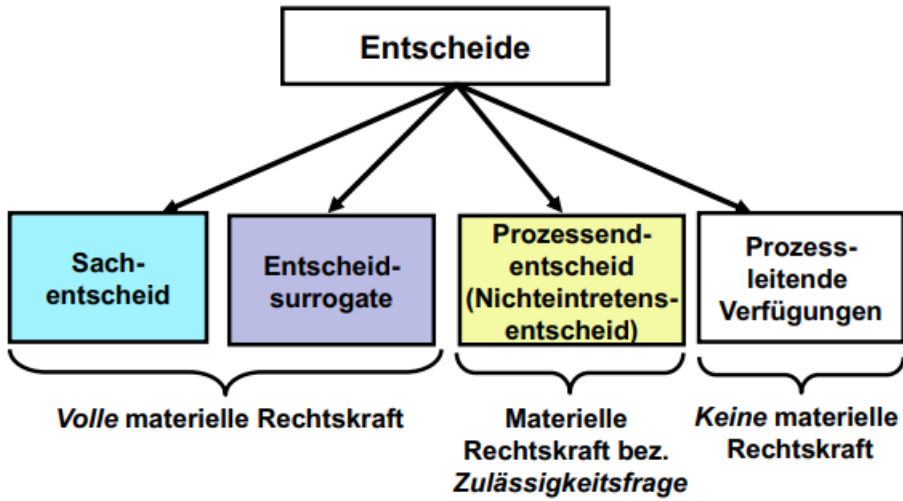 Entscheide
Sach-
entscheid
Entscheid-
surrogate
Prozessend-
entscheid
(Nichteintretens-
entscheid)
Prozess-
leitende
Verfügungen
Volle materielle Rechtskraft
Materielle
Rechtskraft bez.
Zulässigkeitsfrage
Keine materielle
Rechtskraft